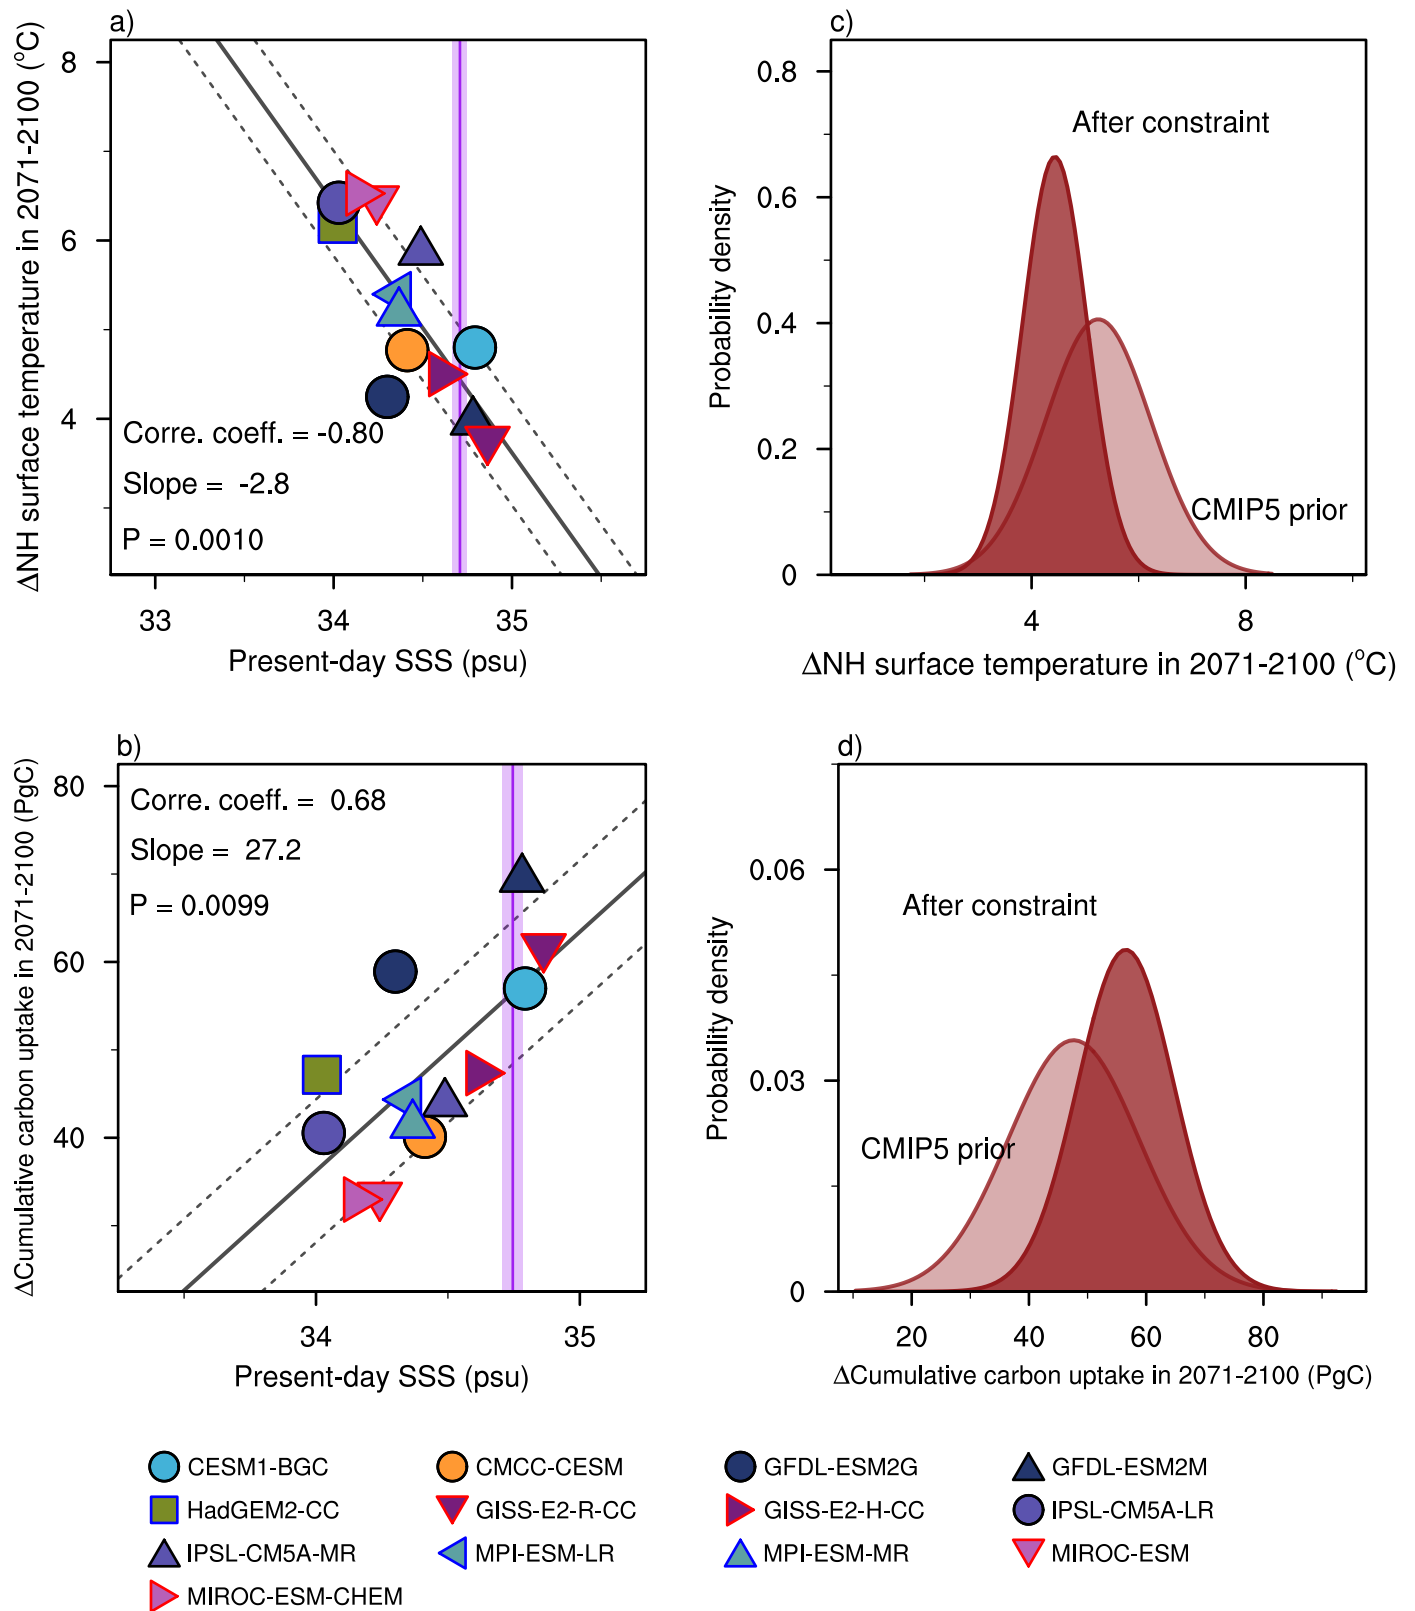 a)
ΔNH surface temperature in 2071-2100 (°C)
8
6
4
Corre. coeff. = -0.80
Slope = -2.8
P = 0.0010
33
34
35
Present-day SSS (psu)
c)
Probability density
0.8
0.6
0.4
0.2
0
After constraint
CMIP5 prior
4
8
ΔNH surface temperature in 2071-2100 (°C)
b)
ΔCumulative carbon uptake in 2071-2100 (PgC)
80
60
40
Corre. coeff. = 0.68
Slope = 27.2
P = 0.0099
34
35
Present-day SSS (psu)
d)
Probability density
0.06
0.03
0
After constraint
CMIP5 prior
20
40
60
80
ΔCumulative carbon uptake in 2071-2100 (PgC)
CESM1-BGC
CMCC-CESM
GFDL-ESM2G
GFDL-ESM2M
HadGEM2-CC
GISS-E2-R-CC
GISS-E2-H-CC
IPSL-CM5A-LR
IPSL-CM5A-MR
MPI-ESM-LR
MPI-ESM-MR
MIROC-ESM
MIROC-ESM-CHEM